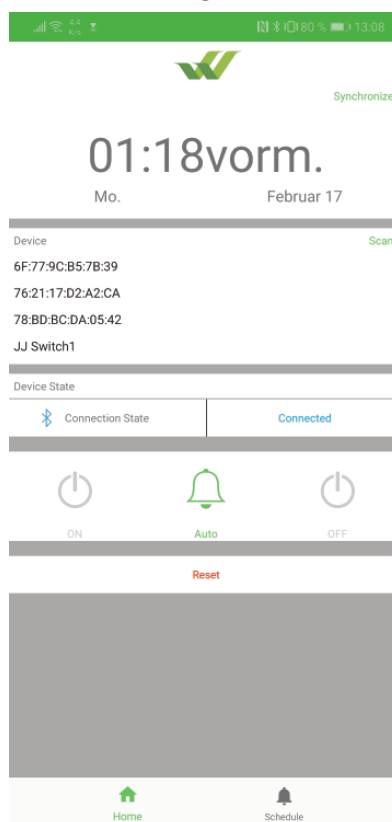 4.4 K/s 80 % 13:08
Synchronize
01:18vorm.
Mo. Februar 17
Device Scan
6F:77:9C:B5:7B:39
76:21:17:D2:A2:CA
78:BD:BC:DA:05:42
JJ Switch1
Device State
Connection State Connected
ON Auto OFF
Reset
Home Schedule